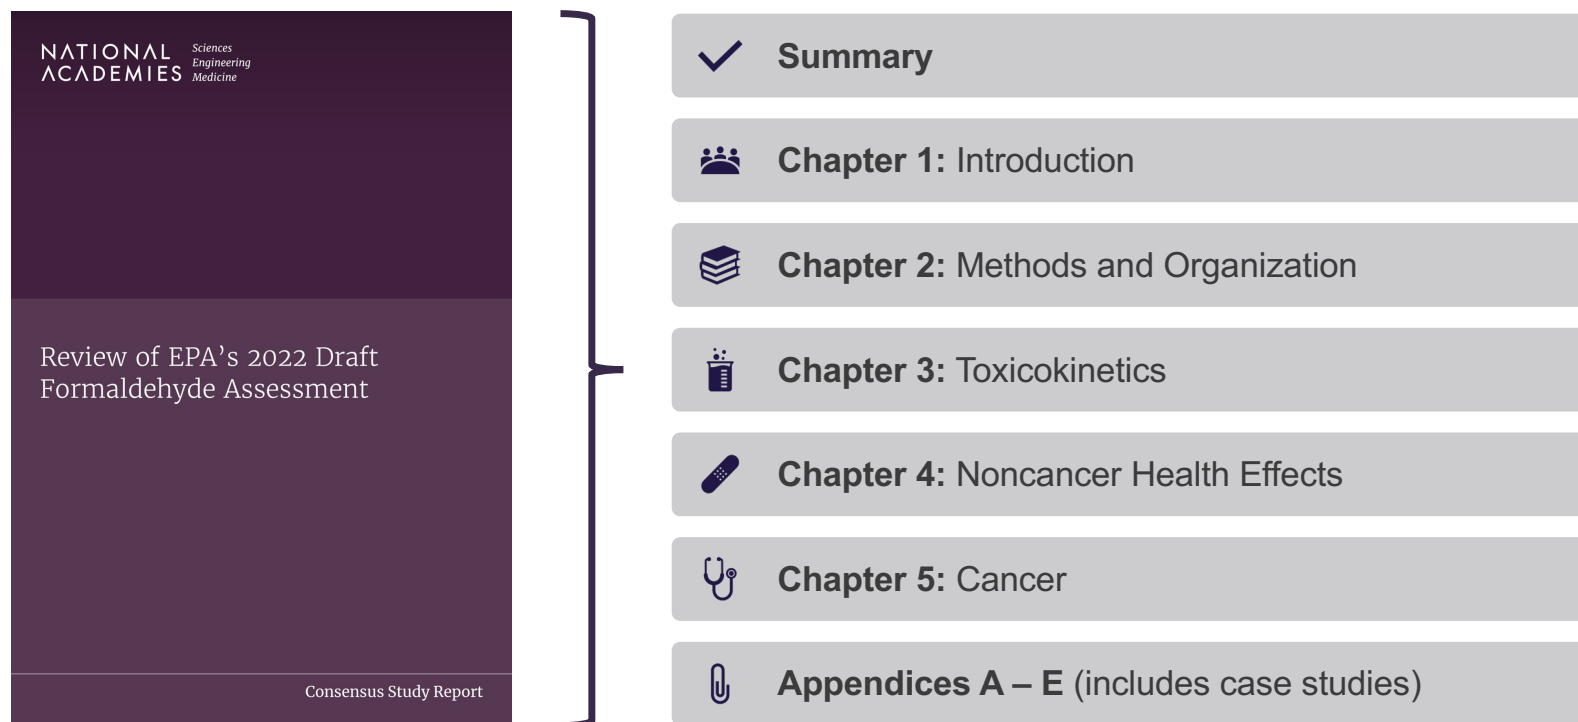 NATIONAL
ACADEMIES
Sciences
Engineering
Medicine
Review of EPA’s 2022 Draft
Formaldehyde Assessment
Consensus Study Report
Summary
Chapter 1: Introduction
Chapter 2: Methods and Organization
Chapter 3: Toxicokinetics
Chapter 4: Noncancer Health Effects
Chapter 5: Cancer
Appendices A – E (includes case studies)